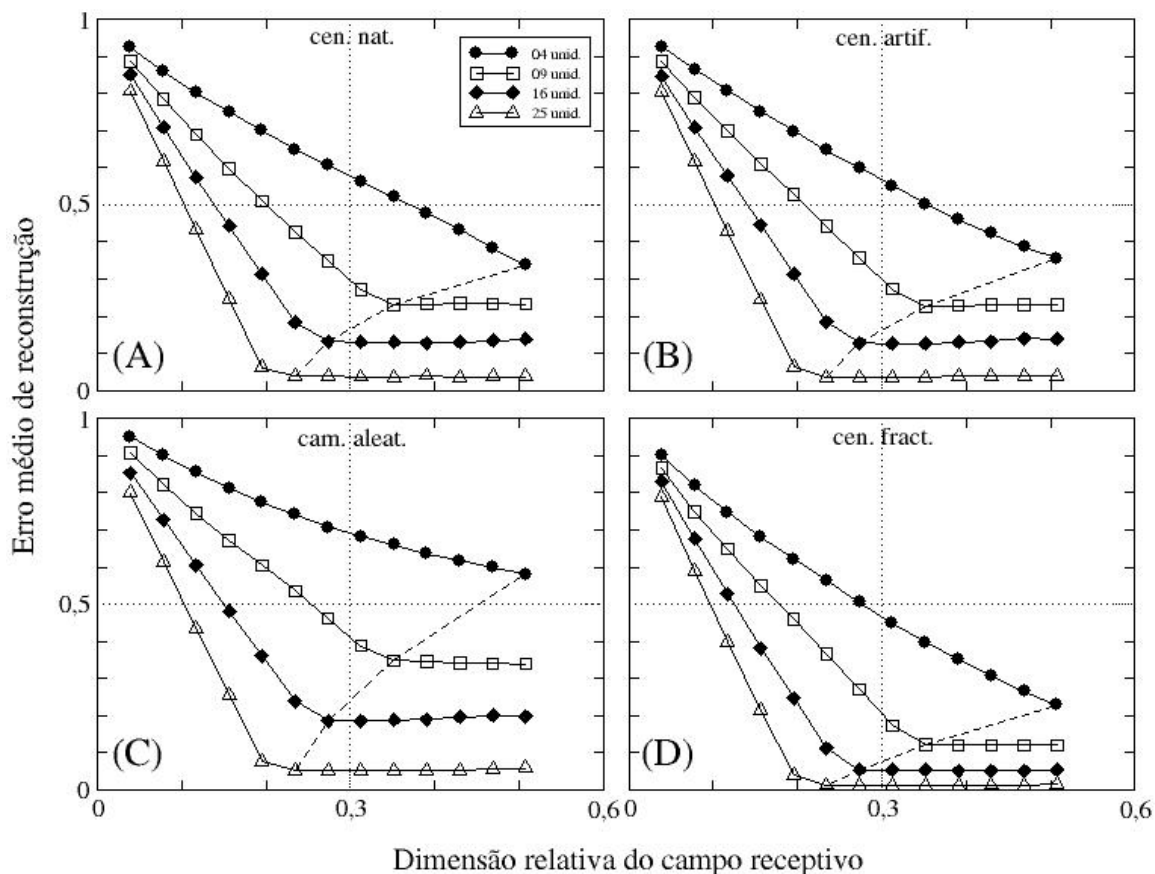 1
cen. nat.
cen. artif.
04 unid.
09 unid.
16 unid.
25 unid.
0,5
(A)
(B)
0
1
cam. aleat.
cen. fract.
0,5
(C)
(D)
0
0
0,3
0,6
0,3
0,6
Erro médio de reconstrução
Dimensão relativa do campo receptivo